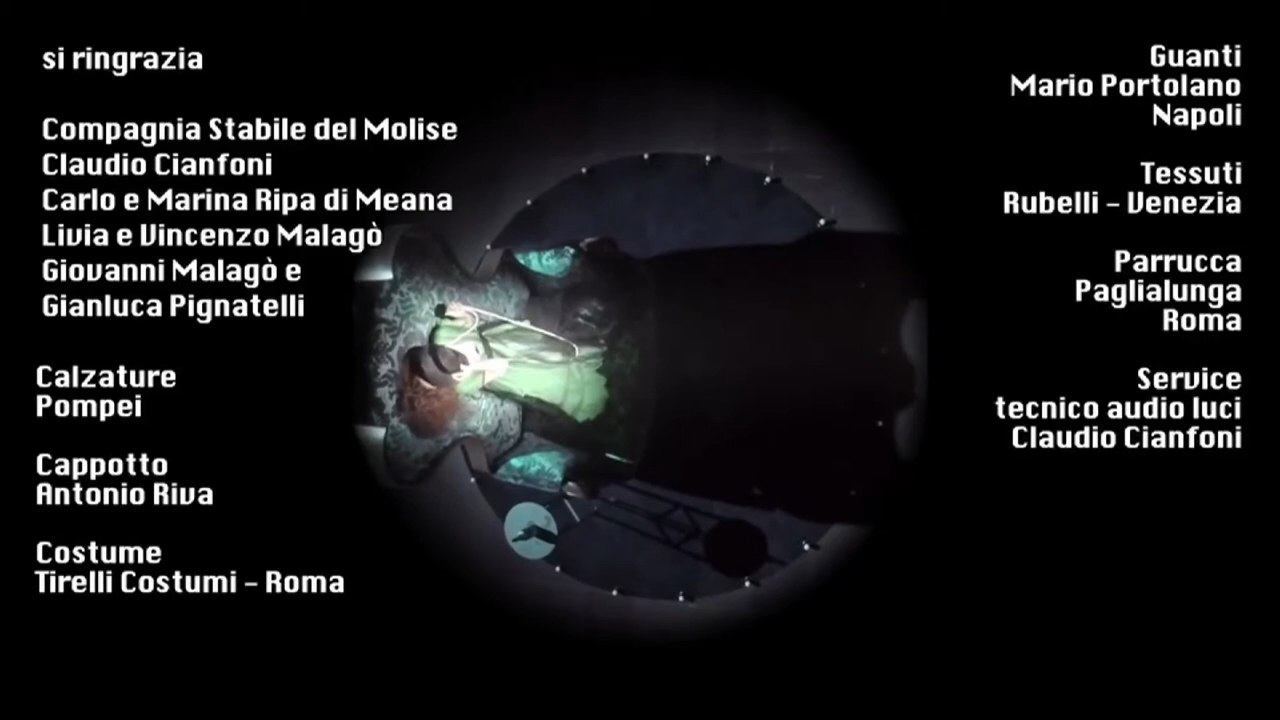 si ringrazia
Compagnia Stabile del Molise
Claudio Cianfoni
Carlo e Marina Ripa di Meana
Livia e Vincenzo Malagò
Giovanni Malagò e
Gianluca Pignatelli
Calzature
Pompei
Cappotto
Antonio Riva
Costume
Tirelli Costumi - Roma
Guanti
Mario Portolano
Napoli
Tessuti
Rubelli - Venezia
Parrucca
Paglialunga
Roma
Service
tecnico audio luci
Claudio Cianfoni